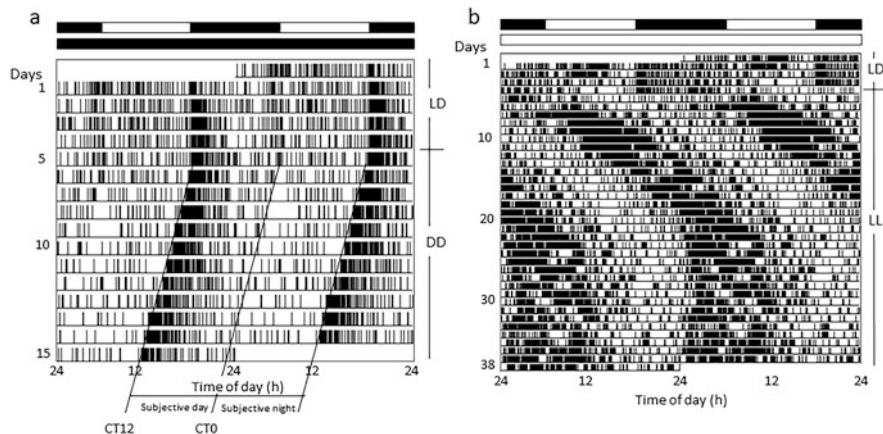 a
Days
1
5
10
15
LD
DD
24 12 24 12 24
Time of day (h)
Subjective day Subjective night
CT12 CT0
b
Days
1
10
20
30
38
LD
LL
24 12 24 12 24
Time of day (h)